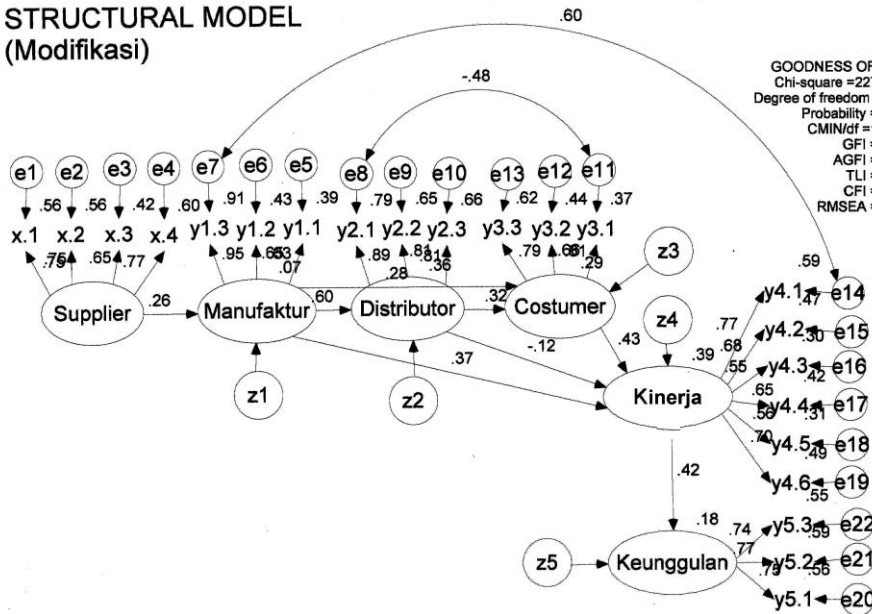 STRUCTURAL MODEL
(Modifikasi)
.60
-.48
GOODNESS OF
Chi-square =22
Degree of freedom
Probability =
CMIN/df =
GFI =
AGFI =
TLI =
CFI =
RMSEA =
e1 e2 e3 e4 e7 e6 e5 e8 e9 e10 e13 e12 e11
.56 .56 .42 .60 .91 .43 .39 .79 .65 .66 .62 .44 .37
x.1 x.2 x.3 x.4 y1.3 y1.2 y1.1 y2.1 y2.2 y2.3 y3.3 y3.2 y3.1
.75 .65 .77 .95 .65 .07 .89 .81 .36 .79 .66 .29
z3
.28
Supplier .26 Manufaktur .60 Distributor .32 Costumer
z1 z2 .37 -.12 .43 z4 .39
Kinerja
.59
y4.1 e14
.77 .47
y4.2 e15
.68 .30
y4.3 e16
.55 .42
y4.4 e17
.65 .31
.56
y4.5 e18
.70 .49
y4.6 e19
.42 .55
.18 .74 y5.3 e22
.59
z5 Keunggulan .77 y5.2 e21
.75 .56
y5.1 e20